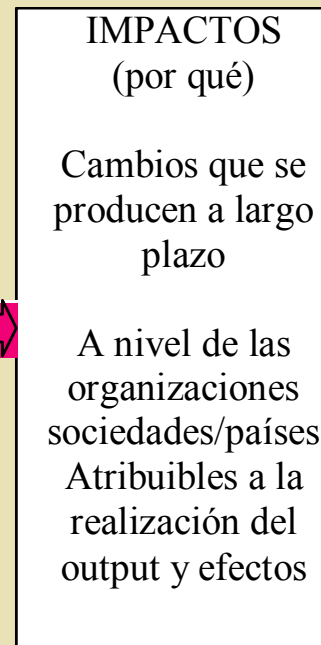 IMPACTOS
(por qué)
Cambios que se
producen a largo
plazo
A nivel de las
organizaciones
sociedades/países
Atribuibles a la
realización del
output y efectos